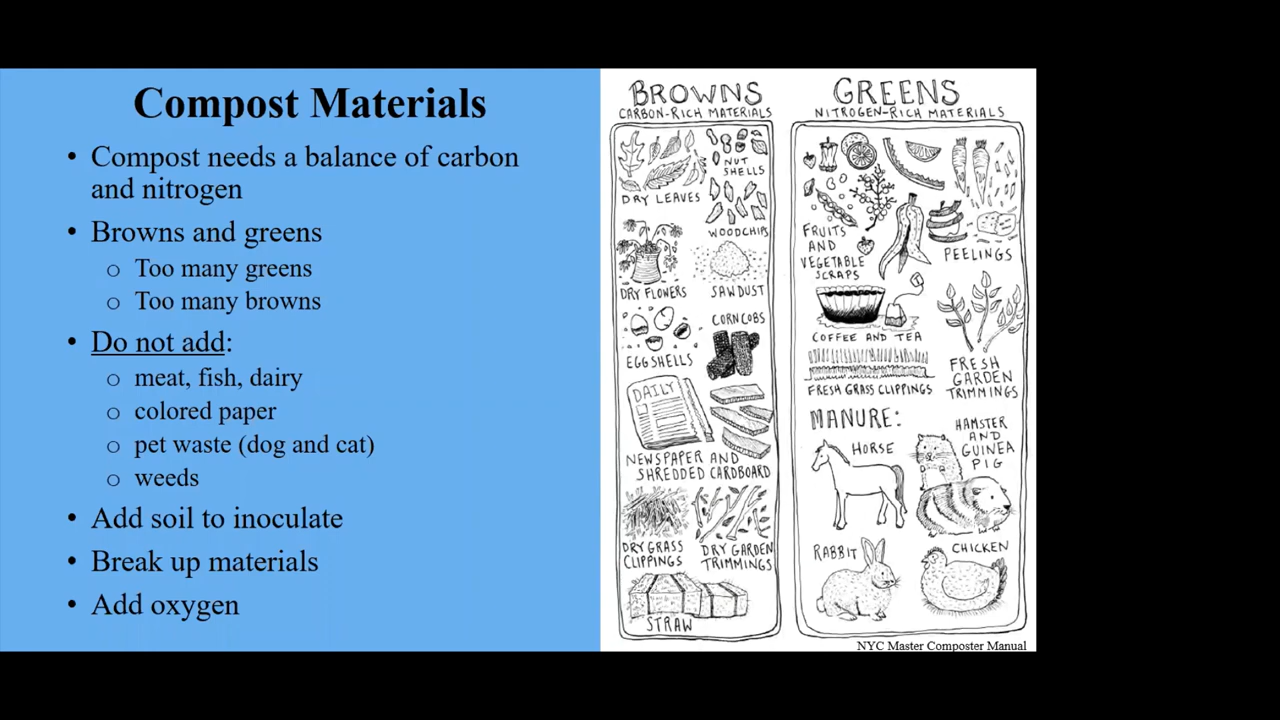 Compost Materials
• Compost needs a balance of carbon
and nitrogen
• Browns and greens
o Too many greens
o Too many browns
• Do not add:
o meat, fish, dairy
o colored paper
o pet waste (dog and cat)
o weeds
• Add soil to inoculate
• Break up materials
• Add oxygen
BROWNS
CARBON-RICH MATERIALS
NUT
SHELLS
DRY LEAVES
WOODCHIPS
DRY FLOWERS
SAWDUST
CORNCOBS
EGGSHELLS
DAILY
NEWSPAPER AND
SHREDDED CARDBOARD
DRY GRASS
CLIPPINGS
DRY GARDEN
TRIMMINGS
STRAW
GREENS
NITROGEN-RICH MATERIALS
FRUITS
AND
VEGETABLE
SCRAPS
PEELINGS
COFFEE AND TEA
FRESH GRASS CLIPPINGS
FRESH
GARDEN
TRIMMINGS
MANURE:
HORSE
HAMSTER
AND
GUINEA
PIG
RABBIT
CHICKEN
NYC Master Composter Manual